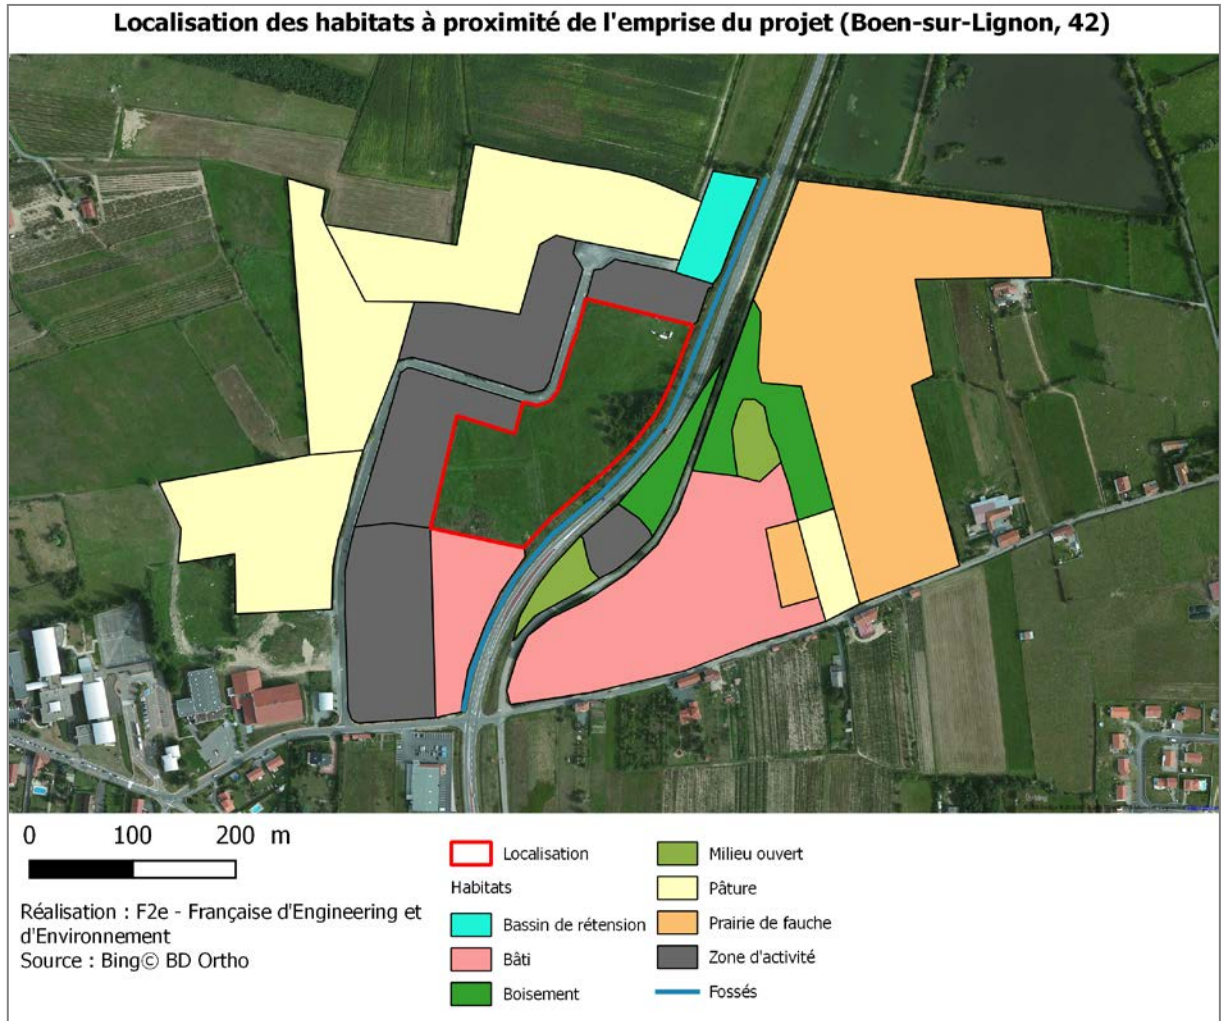 Localisation des habitats à proximité de l'emprise du projet (Boen-sur-Lignon, 42)
0 100 200 m
Réalisation : F2e - Française d'Engineering et
d'Environnement
Source : Bing© BD Ortho
Localisation
Habitats
Bassin de rétension
Bâti
Boisement
Milieu ouvert
Pâture
Prairie de fauche
Zone d'activité
Fossés